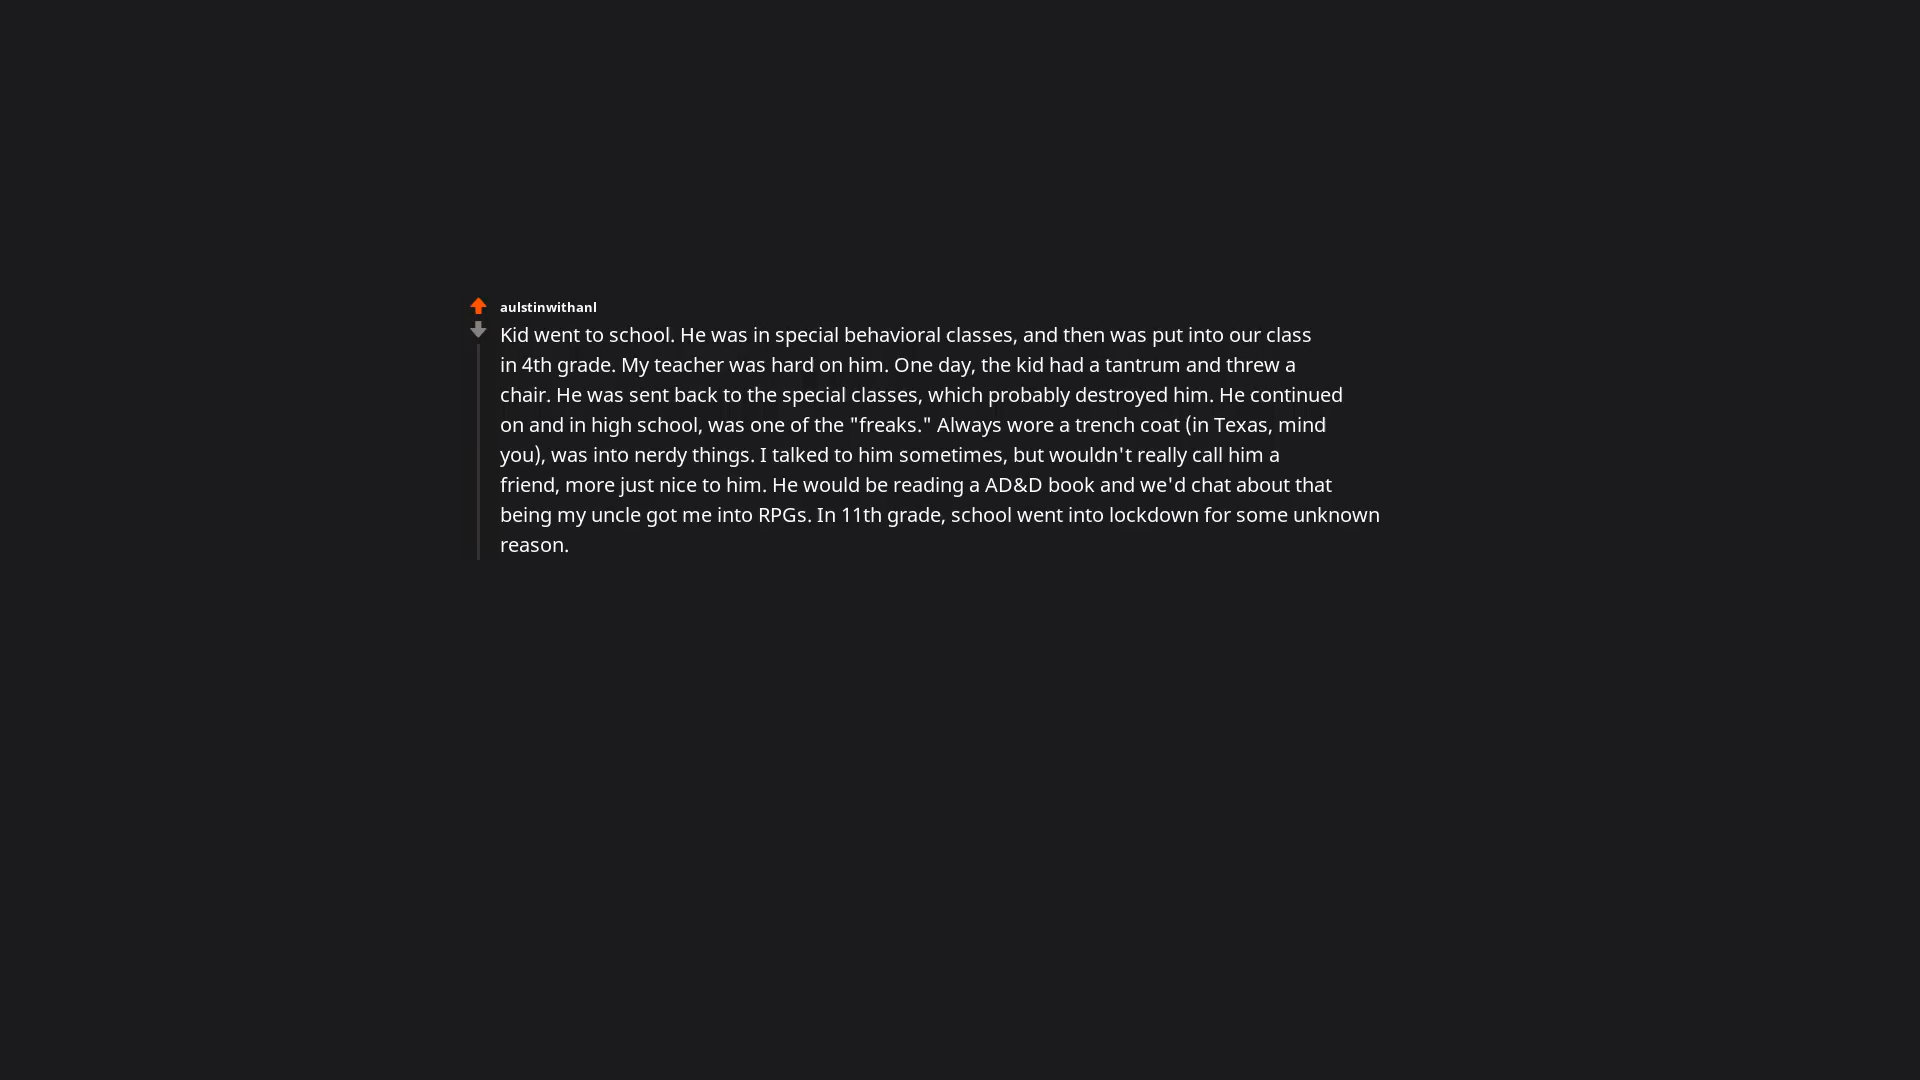 aulstinwithanl
Kid went to school. He was in special behavioral classes, and then was put into our class
in 4th grade. My teacher was hard on him. One day, the kid had a tantrum and threw a
chair. He was sent back to the special classes, which probably destroyed him. He continued
on and in high school, was one of the "freaks." Always wore a trench coat (in Texas, mind
you), was into nerdy things. I talked to him sometimes, but wouldn't really call him a
friend, more just nice to him. He would be reading a AD&D book and we'd chat about that
being my uncle got me into RPGs. In 11th grade, school went into lockdown for some unknown
reason.